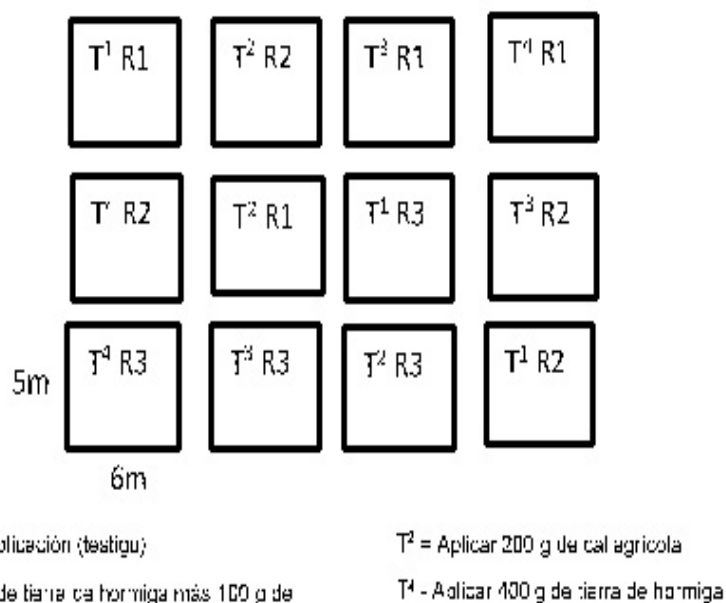 T¹ R1 T² R2 T³ R1 T⁴ R1
R2 T² R1 T¹ R3 T³ R2
T⁴ R3 T³ R3 T² R3 T¹ R2
5m
6m
(testigo) T² = Aplicar 200 g de cal agricola
de tierra de hormiga más 100 g de T⁴ - Aplicar 400 g de tierra de hormiga